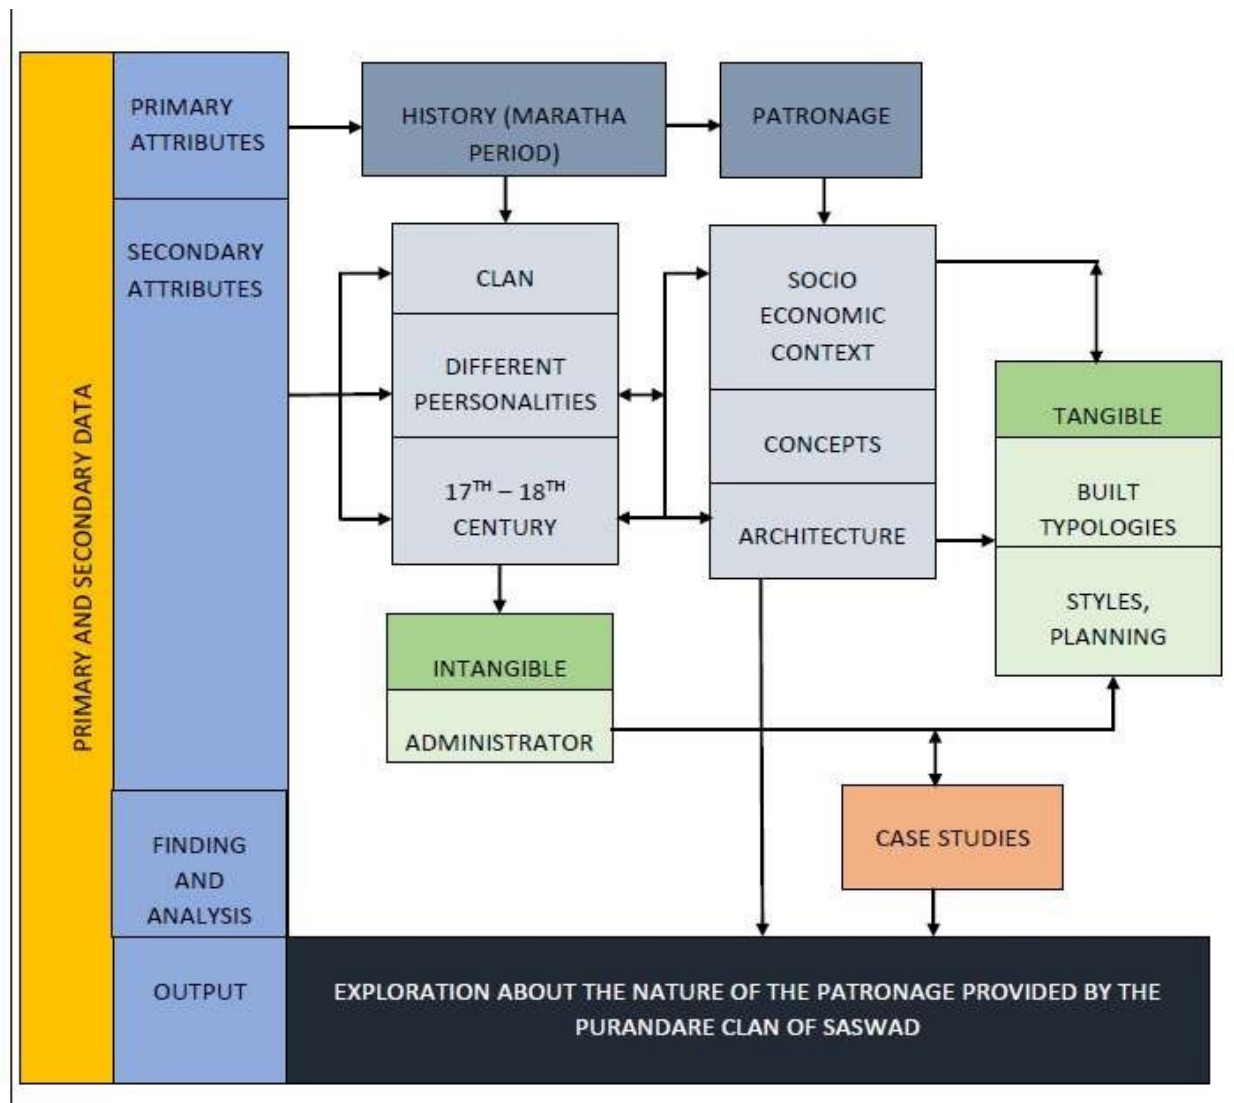 PRIMARY AND SECONDARY DATA
PRIMARY
ATTRIBUTES
HISTORY (MARATHA
PERIOD)
PATRONAGE
SECONDARY
ATTRIBUTES
CLAN
DIFFERENT
PEERSONALITIES
17TH – 18TH
CENTURY
SOCIO
ECONOMIC
CONTEXT
CONCEPTS
ARCHITECTURE
TANGIBLE
BUILT
TYPOLOGIES
STYLES,
PLANNING
INTANGIBLE
ADMINISTRATOR
CASE STUDIES
FINDING
AND
ANALYSIS
OUTPUT
EXPLORATION ABOUT THE NATURE OF THE PATRONAGE PROVIDED BY THE
PURANDARE CLAN OF SASWAD